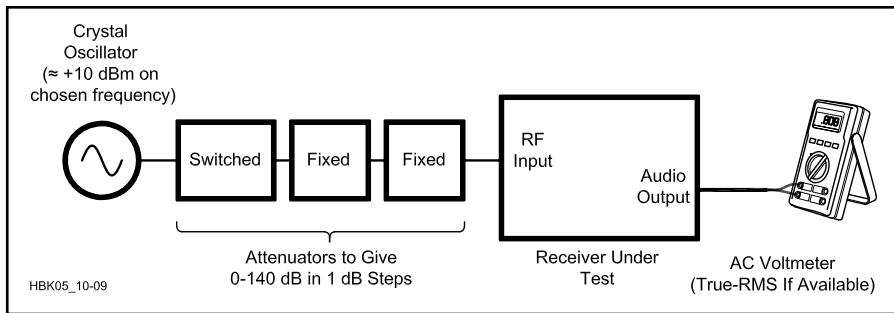 Crystal
Oscillator
(≈ +10 dBm on
chosen frequency)
Switched
Fixed
Fixed
RF
Input
Audio
Output
.808
Attenuators to Give
0-140 dB in 1 dB Steps
Receiver Under
Test
AC Voltmeter
(True-RMS If Available)
HBK05_10-09